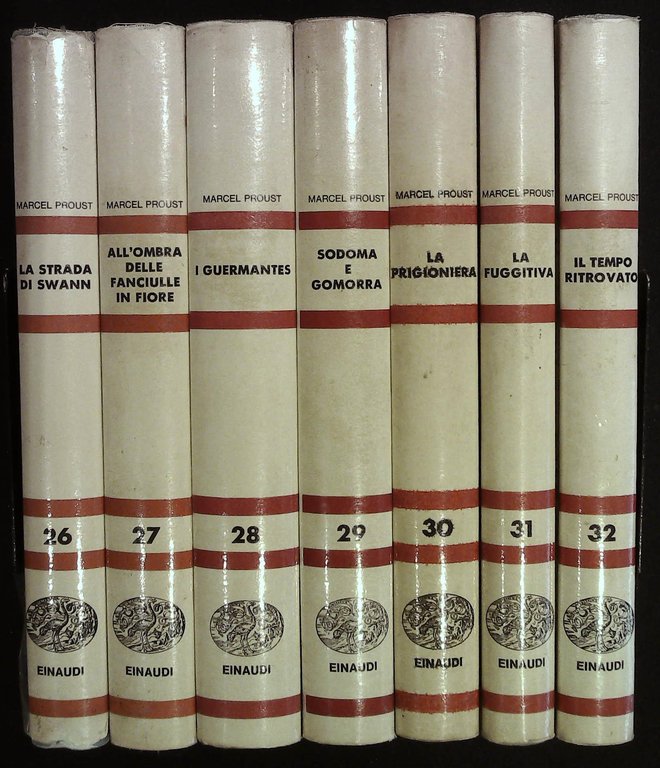 MARCEL PROUST
LA STRADA
DI SWANN
26
EINAUDI
MARCEL PROUST
ALL'OMBRA
DELLE
FANCIULLE
IN FIORE
27
EINAUDI
MARCEL PROUST
I GUERMANTES
28
EINAUDI
MARCEL PROUST
SODOMA
E
GOMORRA
29
EINAUDI
MARCEL PROUST
LA
PRIGIONIERA
30
EINAUDI
MARCEL PROUST
LA
FUGGITIVA
31
EINAUDI
MARCEL PROUST
IL TEMPO
RITROVATO
32
EINAUDI